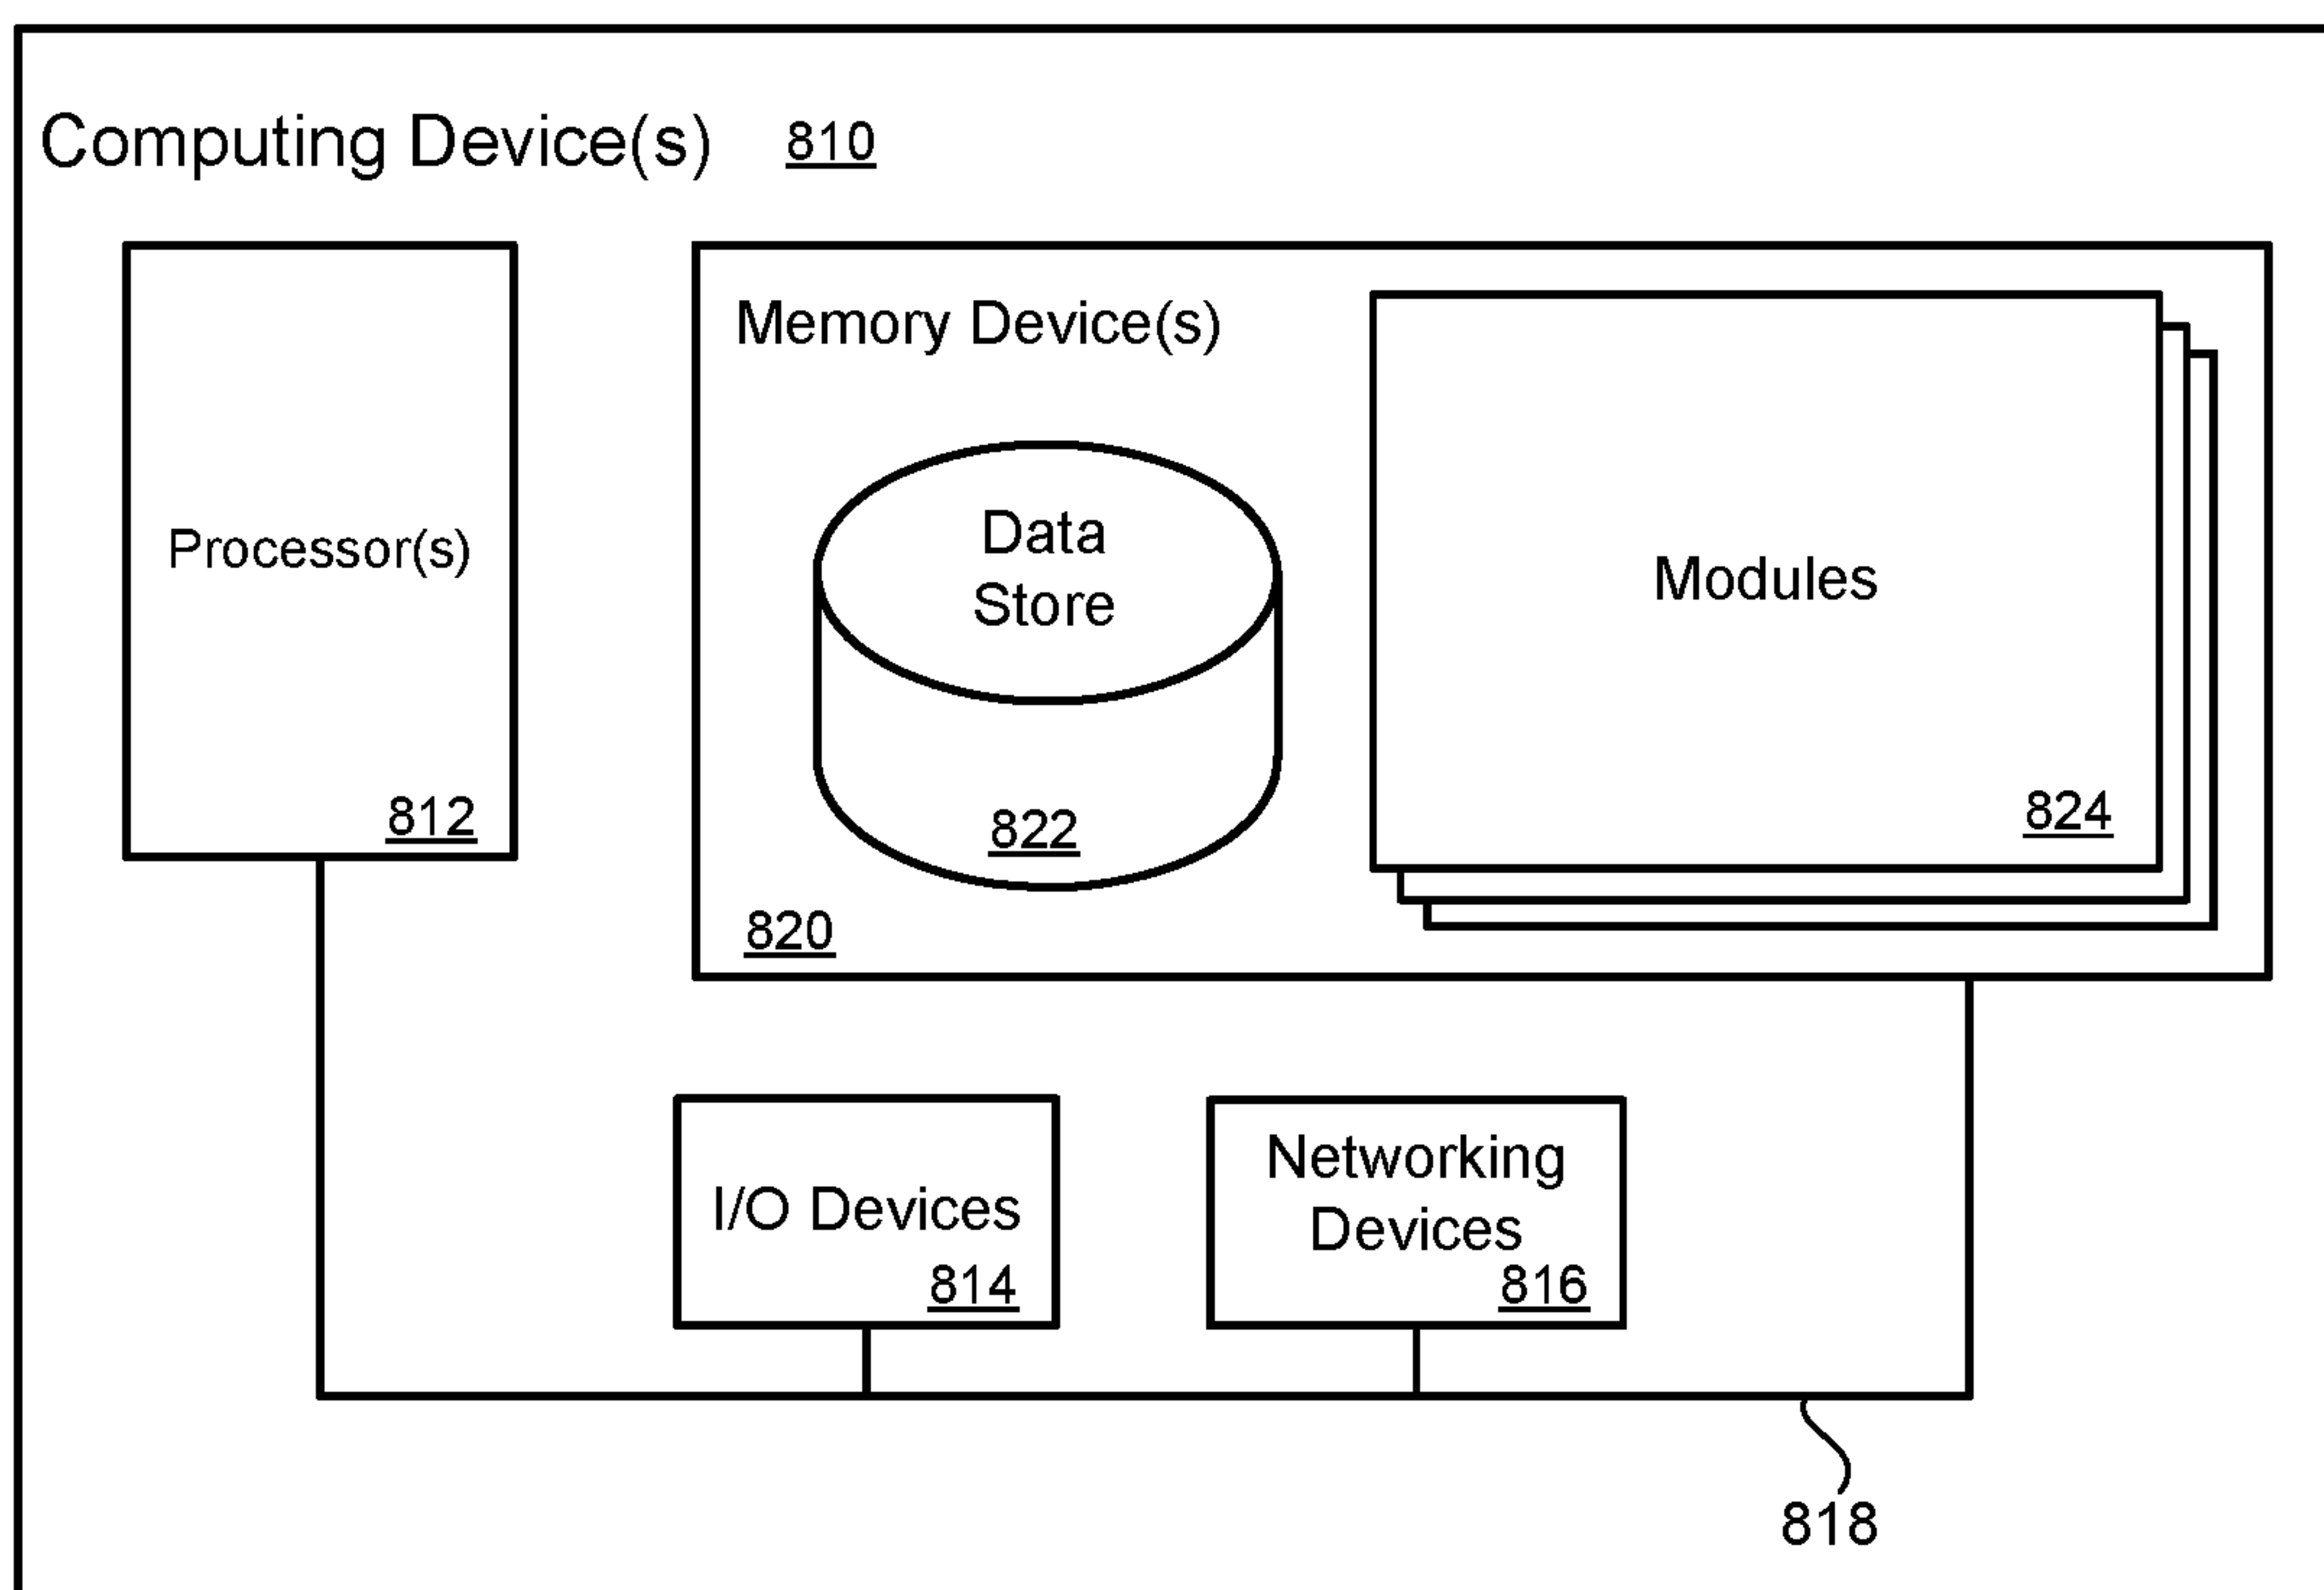 Computing Device(s) 810
Processor(s)
812
Memory Device(s)
Data
Store
822
820
Modules
824
I/O Devices
814
Networking
Devices
816
818